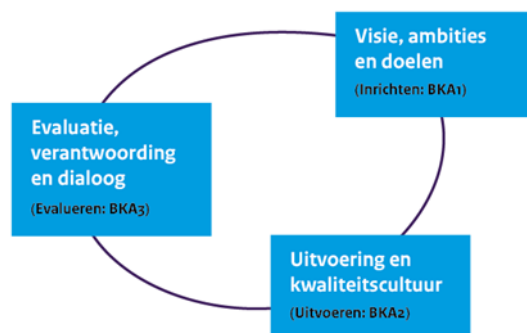 Visie, ambities
en doelen
(Inrichten: BKA1)
Evaluatie,
verantwoording
en dialoog
(Evalueren: BKA3)
Uitvoering en
kwaliteitscultuur
(Uitvoeren: BKA2)